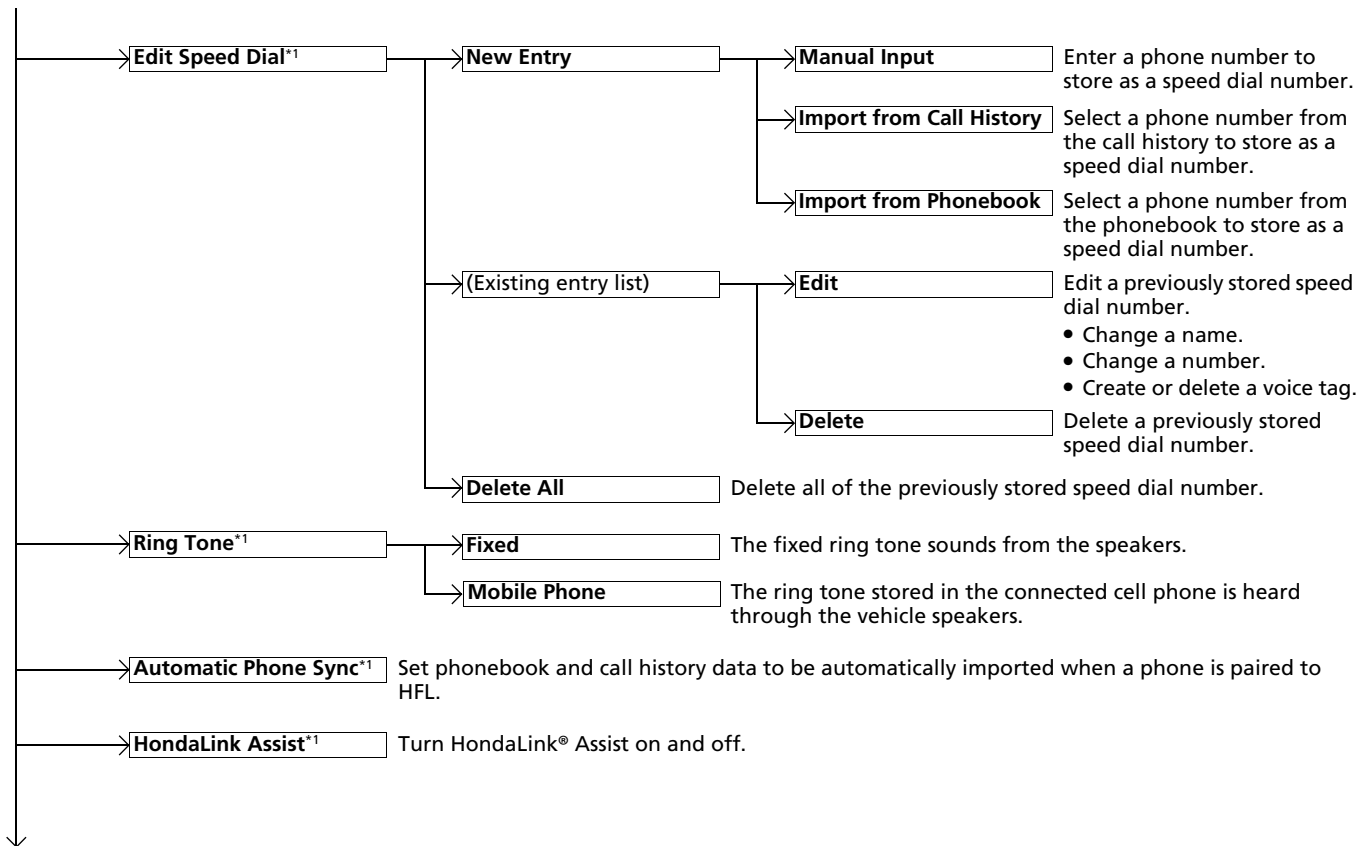 Edit Speed Dial*1
New Entry
Manual Input
Enter a phone number to
store as a speed dial number.
Import from Call History
Select a phone number from
the call history to store as a
speed dial number.
Import from Phonebook
Select a phone number from
the phonebook to store as a
speed dial number.
(Existing entry list)
Edit
Edit a previously stored speed
dial number.
• Change a name.
• Change a number.
• Create or delete a voice tag.
Delete
Delete a previously stored
speed dial number.
Delete All
Delete all of the previously stored speed dial number.
Ring Tone*1
Fixed
The fixed ring tone sounds from the speakers.
Mobile Phone
The ring tone stored in the connected cell phone is heard
through the vehicle speakers.
Automatic Phone Sync*1
Set phonebook and call history data to be automatically imported when a phone is paired to
HFL.
HondaLink Assist*1
Turn HondaLink® Assist on and off.